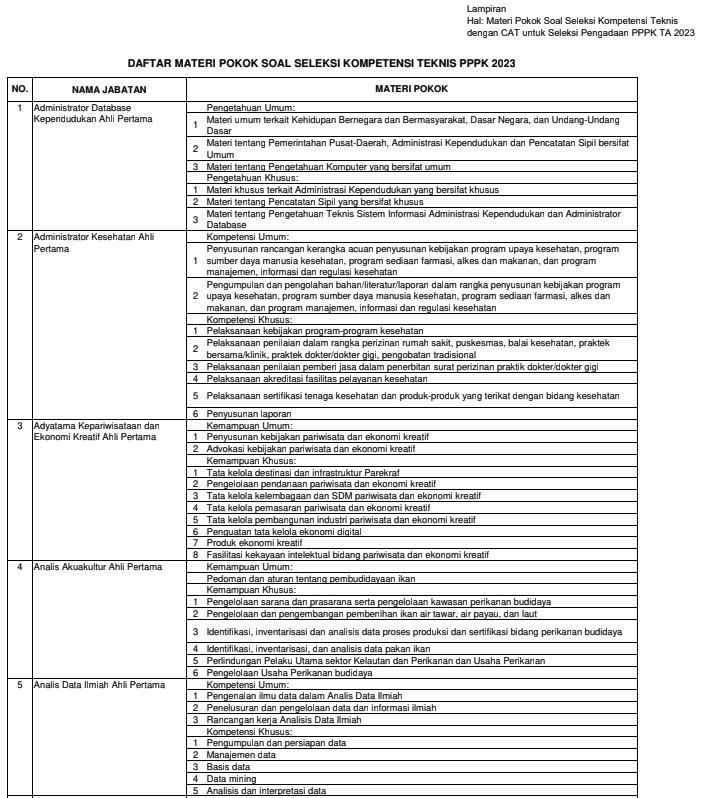 Lampiran
Hal: Materi Pokok Soal Seleksi Kompetensi Teknis
dengan CAT untuk Seleksi Pengadaan PPPK TA 2023
DAFTAR MATERI POKOK SOAL SELEKSI KOMPETENSI TEKNIS PPPK 2023
NO. NAMA JABATAN MATERI POKOK
1 Administrator Database
Kependudukan Ahli Pertama
Pengetahuan Umum:
1 Materi umum terkait Kehidupan Bernegara dan Bermasyarakat, Dasar Negara, dan Undang-Undang
Dasar
2 Materi tentang Pemerintahan Pusat-Daerah, Administrasi Kependudukan dan Pencatatan Sipil bersifat
Umum
3 Materi tentang Pengetahuan Komputer yang bersifat umum
Pengetahuan Khusus:
1 Materi khusus terkait Administrasi Kependudukan yang bersifat khusus
2 Materi tentang Pencatatan Sipil yang bersifat khusus
3 Materi tentang Pengetahuan Teknis Sistem Informasi Administrasi Kependudukan dan Administrator
Database
2 Administrator Kesehatan Ahli
Pertama
Kompetensi Umum:
1 Penyusunan rancangan kerangka acuan penyusunan kebijakan program upaya kesehatan, program
sumber daya manusia kesehatan, program sediaan farmasi, alkes dan makanan, dan program
manajemen, informasi dan regulasi kesehatan
2 Pengumpulan dan pengolahan bahan/literatur/laporan dalam rangka penyusunan kebijakan program
upaya kesehatan, program sumber daya manusia kesehatan, program sediaan farmasi, alkes dan
makanan, dan program manajemen, informasi dan regulasi kesehatan
Kompetensi Khusus:
1 Pelaksanaan kebijakan program-program kesehatan
2 Pelaksanaan penilaian dalam rangka perizinan rumah sakit, puskesmas, balai kesehatan, praktek
bersama/klinik, praktek dokter/dokter gigi, pengobatan tradisional
3 Pelaksanaan penilaian pemberi jasa dalam penerbitan surat perizinan praktik dokter/dokter gigi
4 Pelaksanaan akreditasi fasilitas pelayanan kesehatan
5 Pelaksanaan sertifikasi tenaga kesehatan dan produk-produk yang terikat dengan bidang kesehatan
6 Penyusunan laporan
3 Adyatama Kepariwisataan dan
Ekonomi Kreatif Ahli Pertama
Kemampuan Umum:
1 Penyusunan kebijakan pariwisata dan ekonomi kreatif
2 Advokasi kebijakan pariwisata dan ekonomi kreatif
Kemampuan Khusus:
1 Tata kelola destinasi dan infrastruktur Parekraf
2 Pengelolaan pendanaan pariwisata dan ekonomi kreatif
3 Tata kelola kelembagaan dan SDM pariwisata dan ekonomi kreatif
4 Tata kelola pemasaran pariwisata dan ekonomi kreatif
5 Tata kelola pembangunan industri pariwisata dan ekonomi kreatif
6 Penguatan tata kelola ekonomi digital
7 Produk ekonomi kreatif
8 Fasilitasi kekayaan intelektual bidang pariwisata dan ekonomi kreatif
4 Analis Akuakultur Ahli Pertama
Kemampuan Umum:
Pedoman dan aturan tentang pembudidayaan ikan
Kemampuan Khusus:
1 Pengelolaan sarana dan prasarana serta pengelolaan kawasan perikanan budidaya
2 Pengelolaan dan pengembangan pembenihan ikan air tawar, air payau, dan laut
3 Identifikasi, inventarisasi dan analisis data proses produksi dan sertifikasi bidang perikanan budidaya
4 Identifikasi, inventarisasi, dan analisis data pakan ikan
5 Perlindungan Pelaku Utama sektor Kelautan dan Perikanan dan Usaha Perikanan
6 Pengelolaan Usaha Perikanan budidaya
5 Analis Data Ilmiah Ahli Pertama
Kompetensi Umum:
1 Pengenalan ilmu data dalam Analis Data Ilmiah
2 Penelusuran dan pengelolaan data dan informasi ilmiah
3 Rancangan kerja Analisis Data Ilmiah
Kompetensi Khusus:
1 Pengumpulan dan persiapan data
2 Manajemen data
3 Basis data
4 Data mining
5 Analisis dan interpretasi data